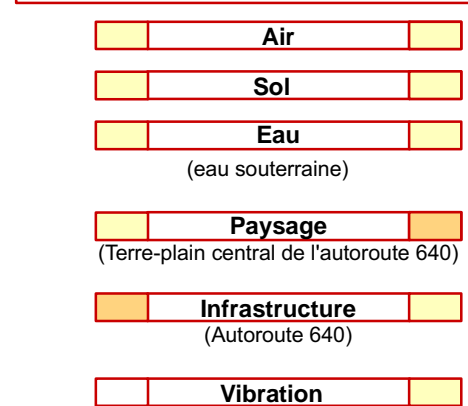 Air
Sol
Eau
(eau souterraine)
Paysage
(Terre-plain central de l'autoroute 640)
Infrastructure
(Autoroute 640)
Vibration